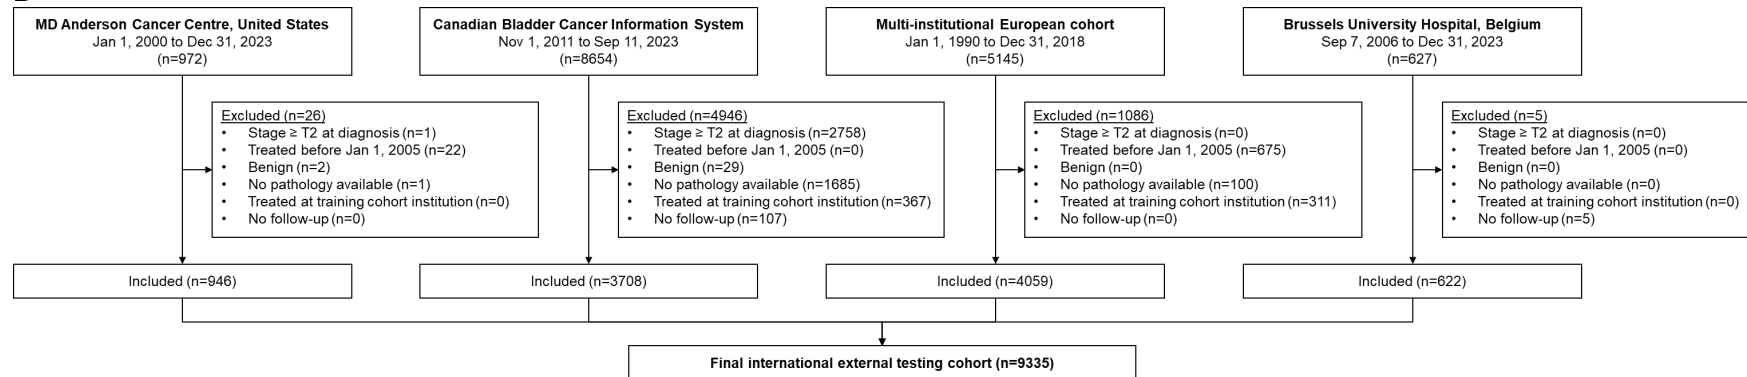 MD Anderson Cancer Centre, United States
Jan 1, 2000 to Dec 31, 2023
(n=972)
Excluded (n=26)
• Stage ≥ T2 at diagnosis (n=1)
• Treated before Jan 1, 2005 (n=22)
• Benign (n=2)
• No pathology available (n=1)
• Treated at training cohort institution (n=0)
• No follow-up (n=0)
Included (n=946)
Canadian Bladder Cancer Information System
Nov 1, 2011 to Sep 11, 2023
(n=8654)
Excluded (n=4946)
• Stage ≥ T2 at diagnosis (n=2758)
• Treated before Jan 1, 2005 (n=0)
• Benign (n=29)
• No pathology available (n=1685)
• Treated at training cohort institution (n=367)
• No follow-up (n=107)
Included (n=3708)
Multi-institutional European cohort
Jan 1, 1990 to Dec 31, 2018
(n=5145)
Excluded (n=1086)
• Stage ≥ T2 at diagnosis (n=0)
• Treated before Jan 1, 2005 (n=675)
• Benign (n=0)
• No pathology available (n=100)
• Treated at training cohort institution (n=311)
• No follow-up (n=0)
Included (n=4059)
Brussels University Hospital, Belgium
Sep 7, 2006 to Dec 31, 2023
(n=627)
Excluded (n=5)
• Stage ≥ T2 at diagnosis (n=0)
• Treated before Jan 1, 2005 (n=0)
• Benign (n=0)
• No pathology available (n=0)
• Treated at training cohort institution (n=0)
• No follow-up (n=5)
Included (n=622)
Final international external testing cohort (n=9335)